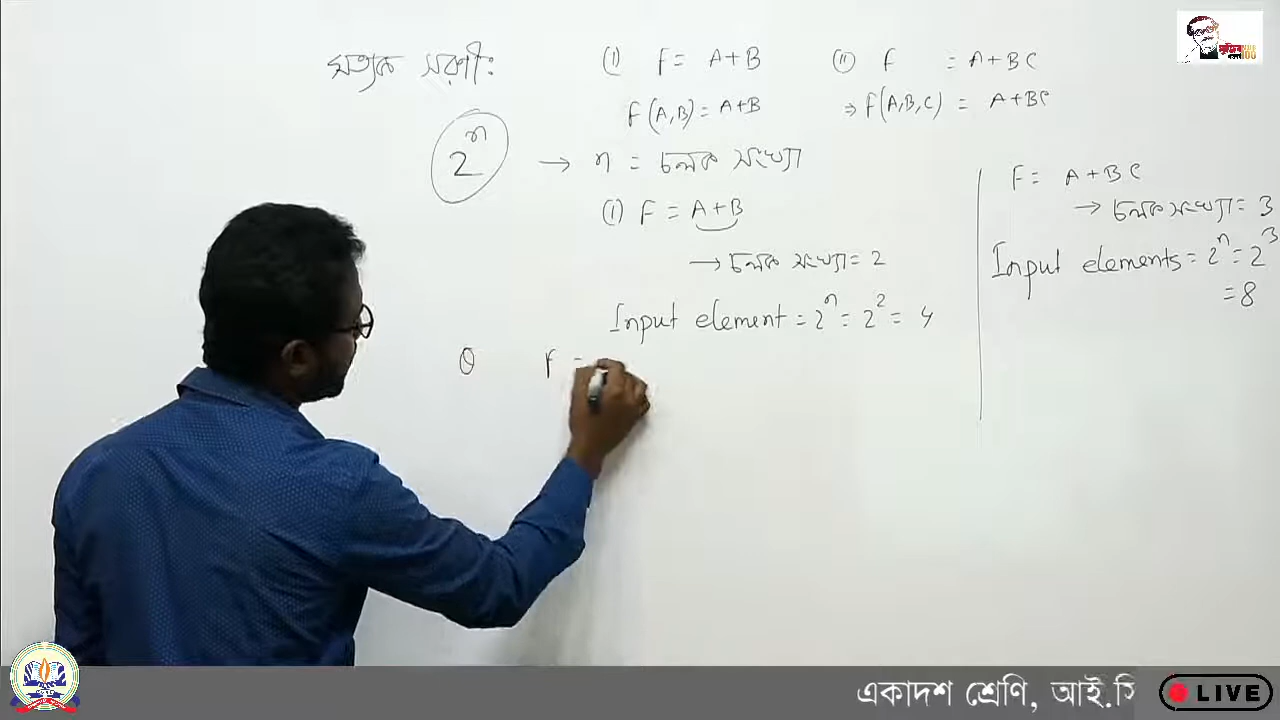 সত্যক সরণী:
(i) F = A+B
(ii) F = A+BC
F(A,B) = A+B
⇒ F(A,B,C) = A+BC
2ⁿ → n = চলক সংখ্যা
(i) F = A+B
→ চলক সংখ্যা = 2
Input element = 2ⁿ = 2² = 4
F =
F = A+BC
→ চলক সংখ্যা = 3
Input elements = 2ⁿ = 2³
= 8
একাদশ শ্রেণি, আই.সি
LIVE